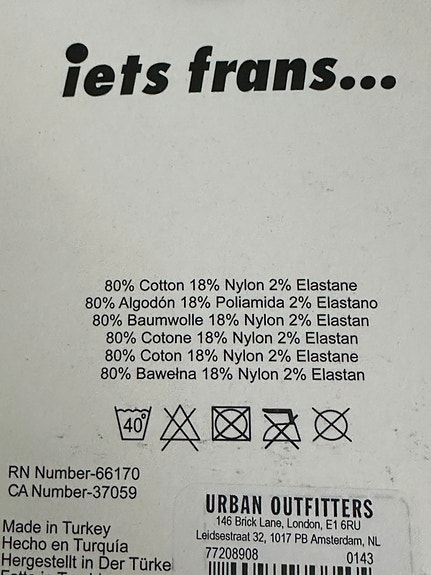 iets frans...
80% Cotton 18% Nylon 2% Elastane
80% Algodón 18% Poliamida 2% Elastano
80% Baumwolle 18% Nylon 2% Elastan
80% Cotone 18% Nylon 2% Elastan
80% Coton 18% Nylon 2% Elastane
80% Bawełna 18% Nylon 2% Elastan
40°
RN Number-66170
CA Number-37059
Made in Turkey
Hecho en Turquía
Hergestellt in Der Türke
URBAN OUTFITTERS
146 Brick Lane, London, E1 6RU
Leidsestraat 32, 1017 PB Amsterdam, NL
77208908 0143